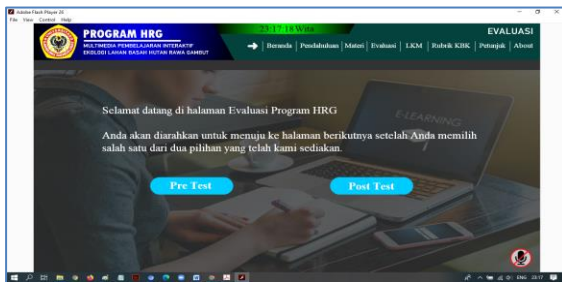 Adobe Flash Player 20
File View Control Help
PROGRAM HRG
MULTIMEDIA PEMBELAJARAN INTERAKTIF
EKOLOGI LAHAN BASAH HUTAN RAWA GAMBUT
23:17:18 Wita
EVALUASI
Beranda | Pendahuluan | Materi | Evaluasi | LKM | Rubrik KBK | Petunjuk | About
Selamat datang di halaman Evaluasi Program HRG
Anda akan diarahkan untuk menuju ke halaman berikutnya setelah Anda memilih
salah satu dari dua pilihan yang telah kami sediakan.
E-LEARNING
Pre Test
Post Test
ENG 23:17